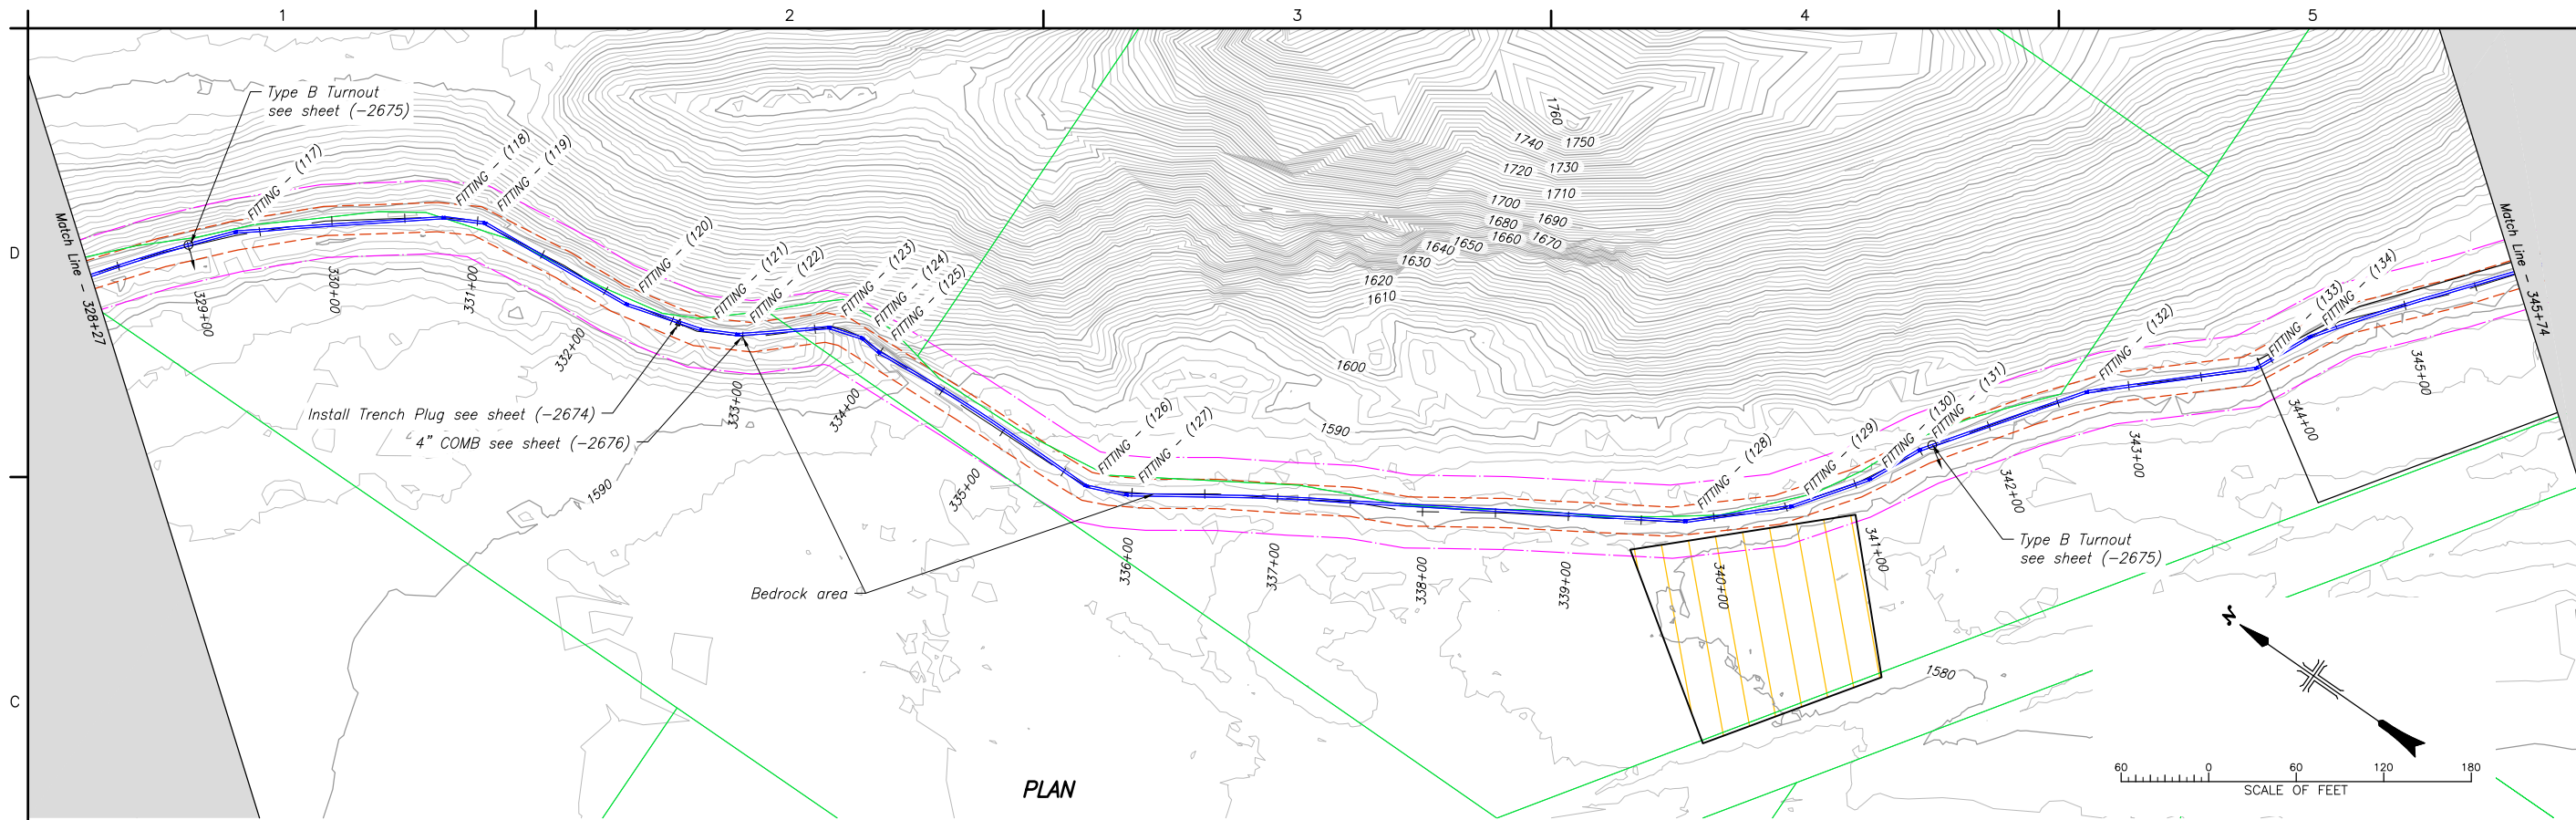 1
2
3
4
5
D
C
Type B Turnout
see sheet (-2675)
Match Line - 328+27
FITTING - (117)
FITTING - (118)
FITTING - (119)
FITTING - (120)
FITTING - (121)
FITTING - (122)
FITTING - (123)
FITTING - (124)
FITTING - (125)
FITTING - (126)
FITTING - (127)
FITTING - (128)
FITTING - (129)
FITTING - (130)
FITTING - (131)
FITTING - (132)
FITTING - (133)
FITTING - (134)
Match Line - 345+74
329+00
330+00
331+00
332+00
333+00
334+00
335+00
336+00
337+00
338+00
339+00
340+00
341+00
342+00
343+00
344+00
345+00
1760
1750
1740
1730
1720
1710
1700
1690
1680
1670
1660
1650
1640
1630
1620
1610
1600
1590
1590
1580
Install Trench Plug see sheet (-2674)
4" COMB see sheet (-2676)
Bedrock area
Type B Turnout
see sheet (-2675)
N
PLAN
60 0 60 120 180
SCALE OF FEET